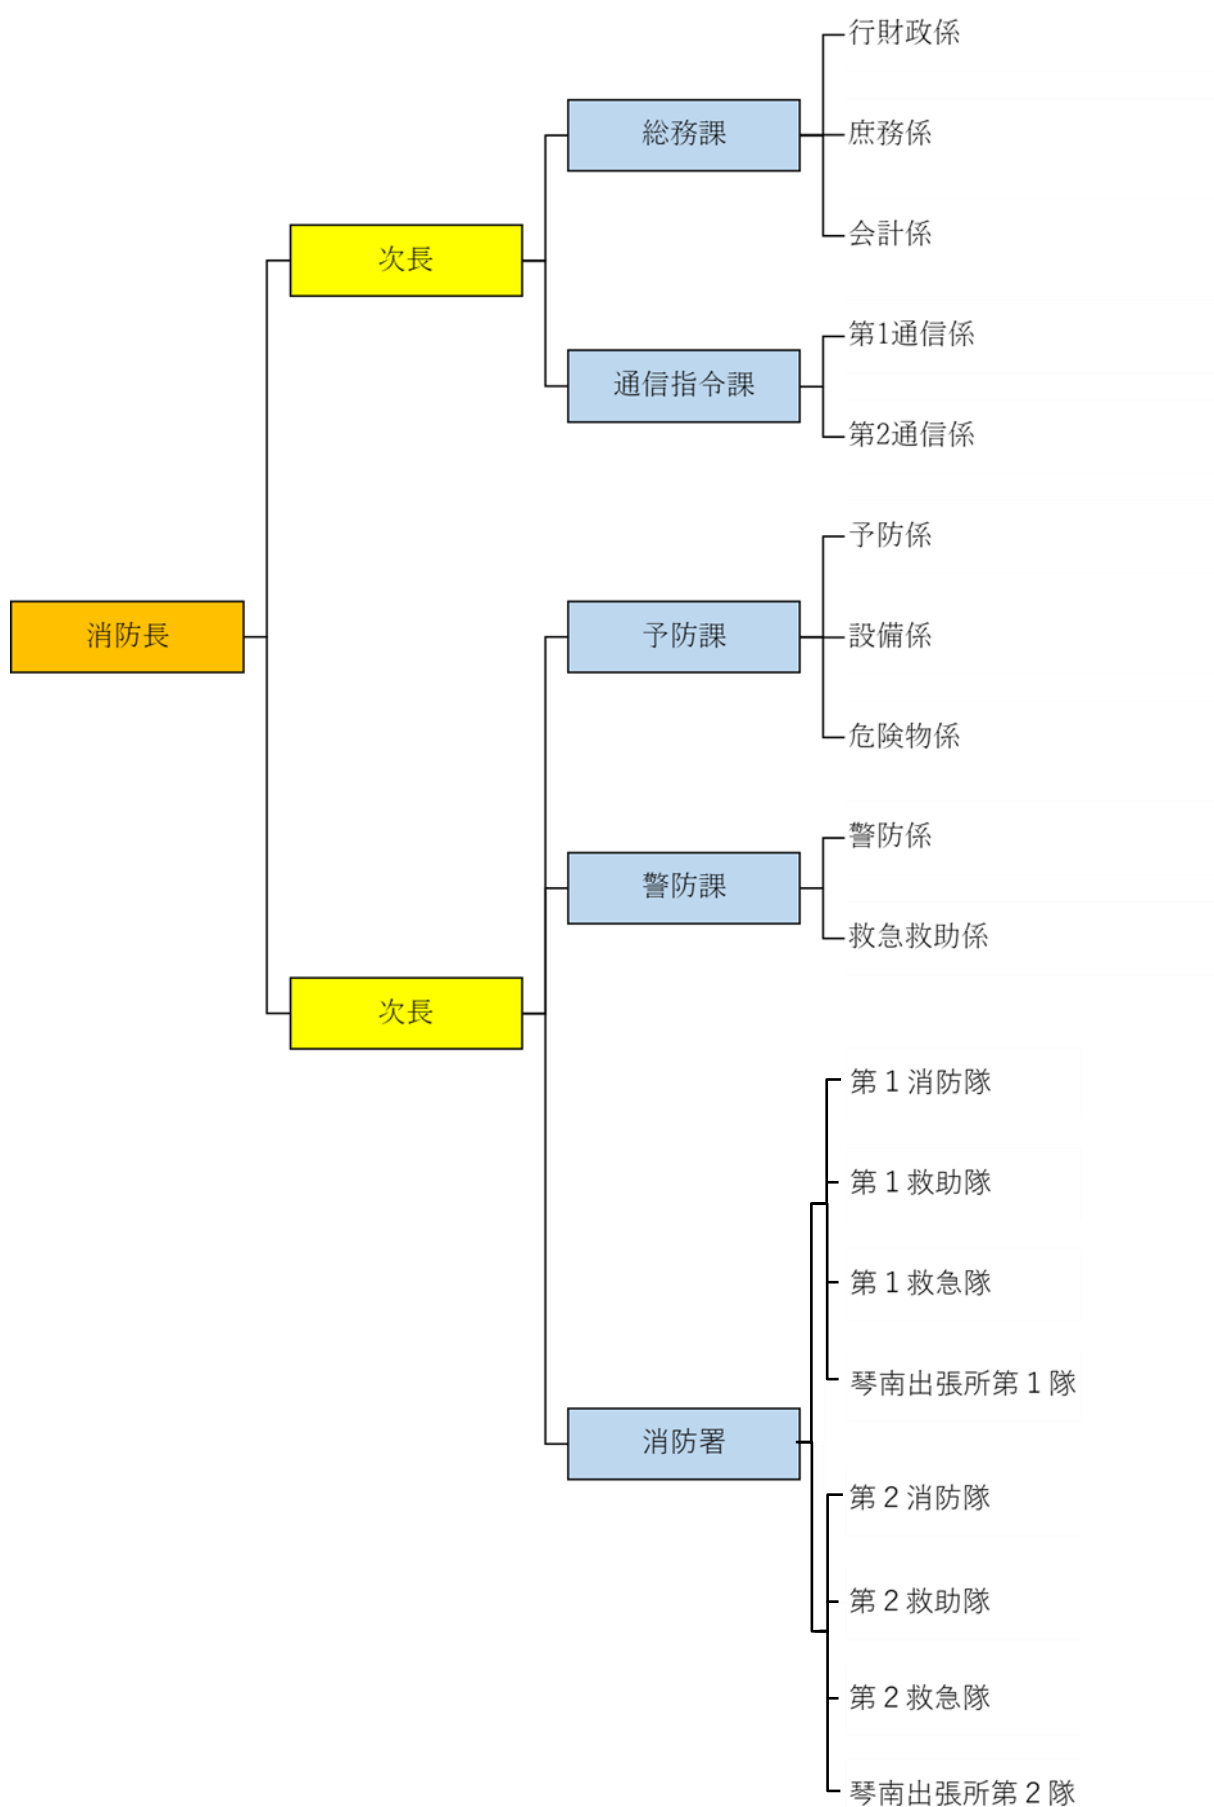 消防長
次長
総務課
行財政係
庶務係
会計係
通信指令課
第1通信係
第2通信係
次長
予防課
予防係
設備係
危険物係
警防課
警防係
救急救助係
消防署
第１消防隊
第１救助隊
第１救急隊
琴南出張所第１隊
第２消防隊
第２救助隊
第２救急隊
琴南出張所第２隊